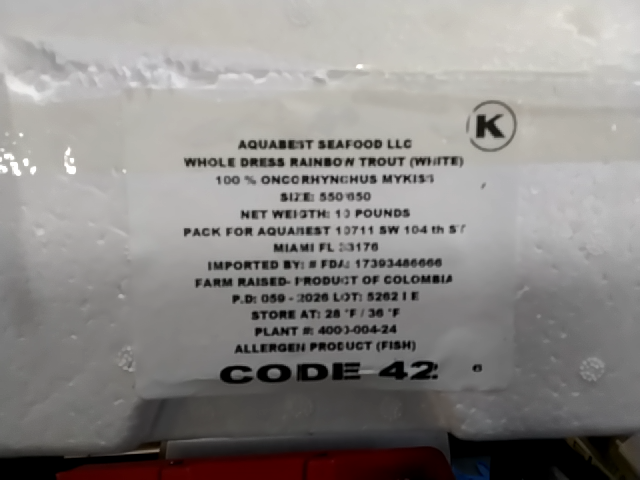 K
AQUABEST SEAFOOD LLC
WHOLE DRESS RAINBOW TROUT (WHITE)
100 % ONCORHYNCHUS MYKISS
SIZE: 550/650
NET WEIGTH: 10 POUNDS
PACK FOR AQUABEST 10711 SW 104 th ST
MIAMI FL 33176
IMPORTED BY: # FDA: 17393486666
FARM RAISED- PRODUCT OF COLOMBIA
P.D: 059 - 2026 LOT: 5262 E
STORE AT: 28 °F / 36 °F
PLANT #: 4000-004-24
ALLERGEN PRODUCT (FISH)
CODE 42 6